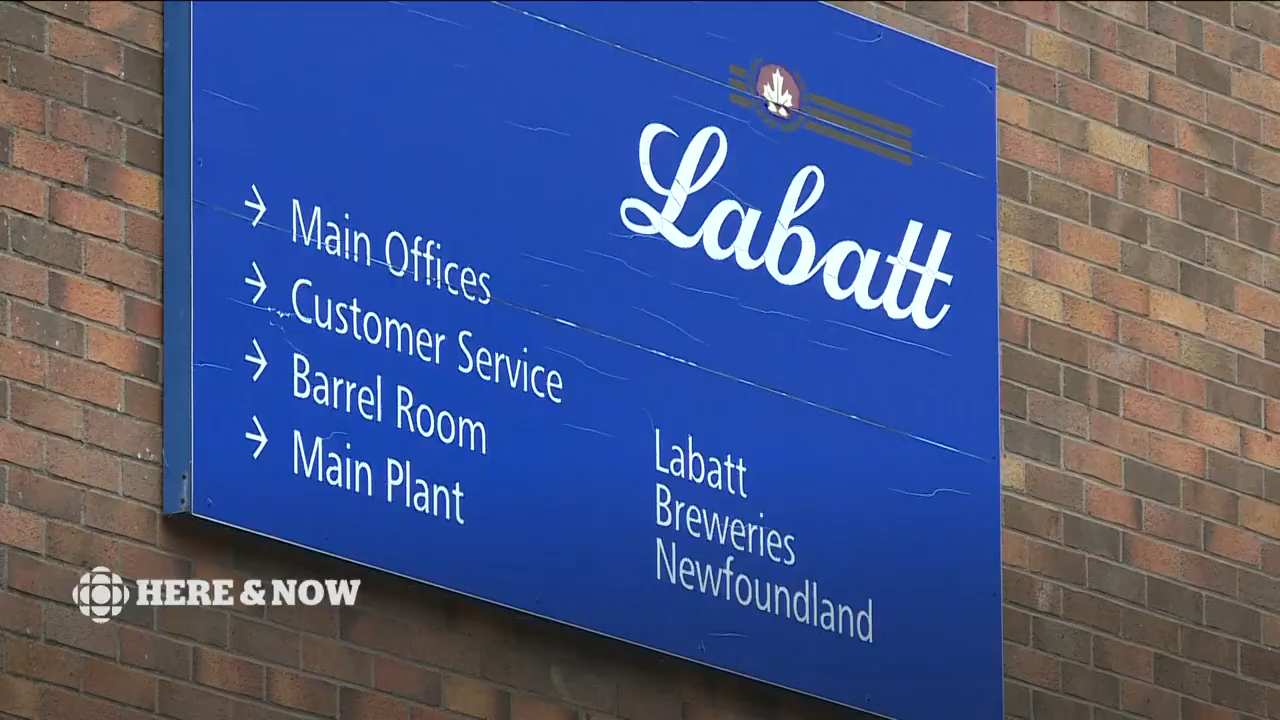 Labatt
→ Main Offices
→ Customer Service
→ Barrel Room
→ Main Plant
Labatt
Breweries
Newfoundland
HERE & NOW